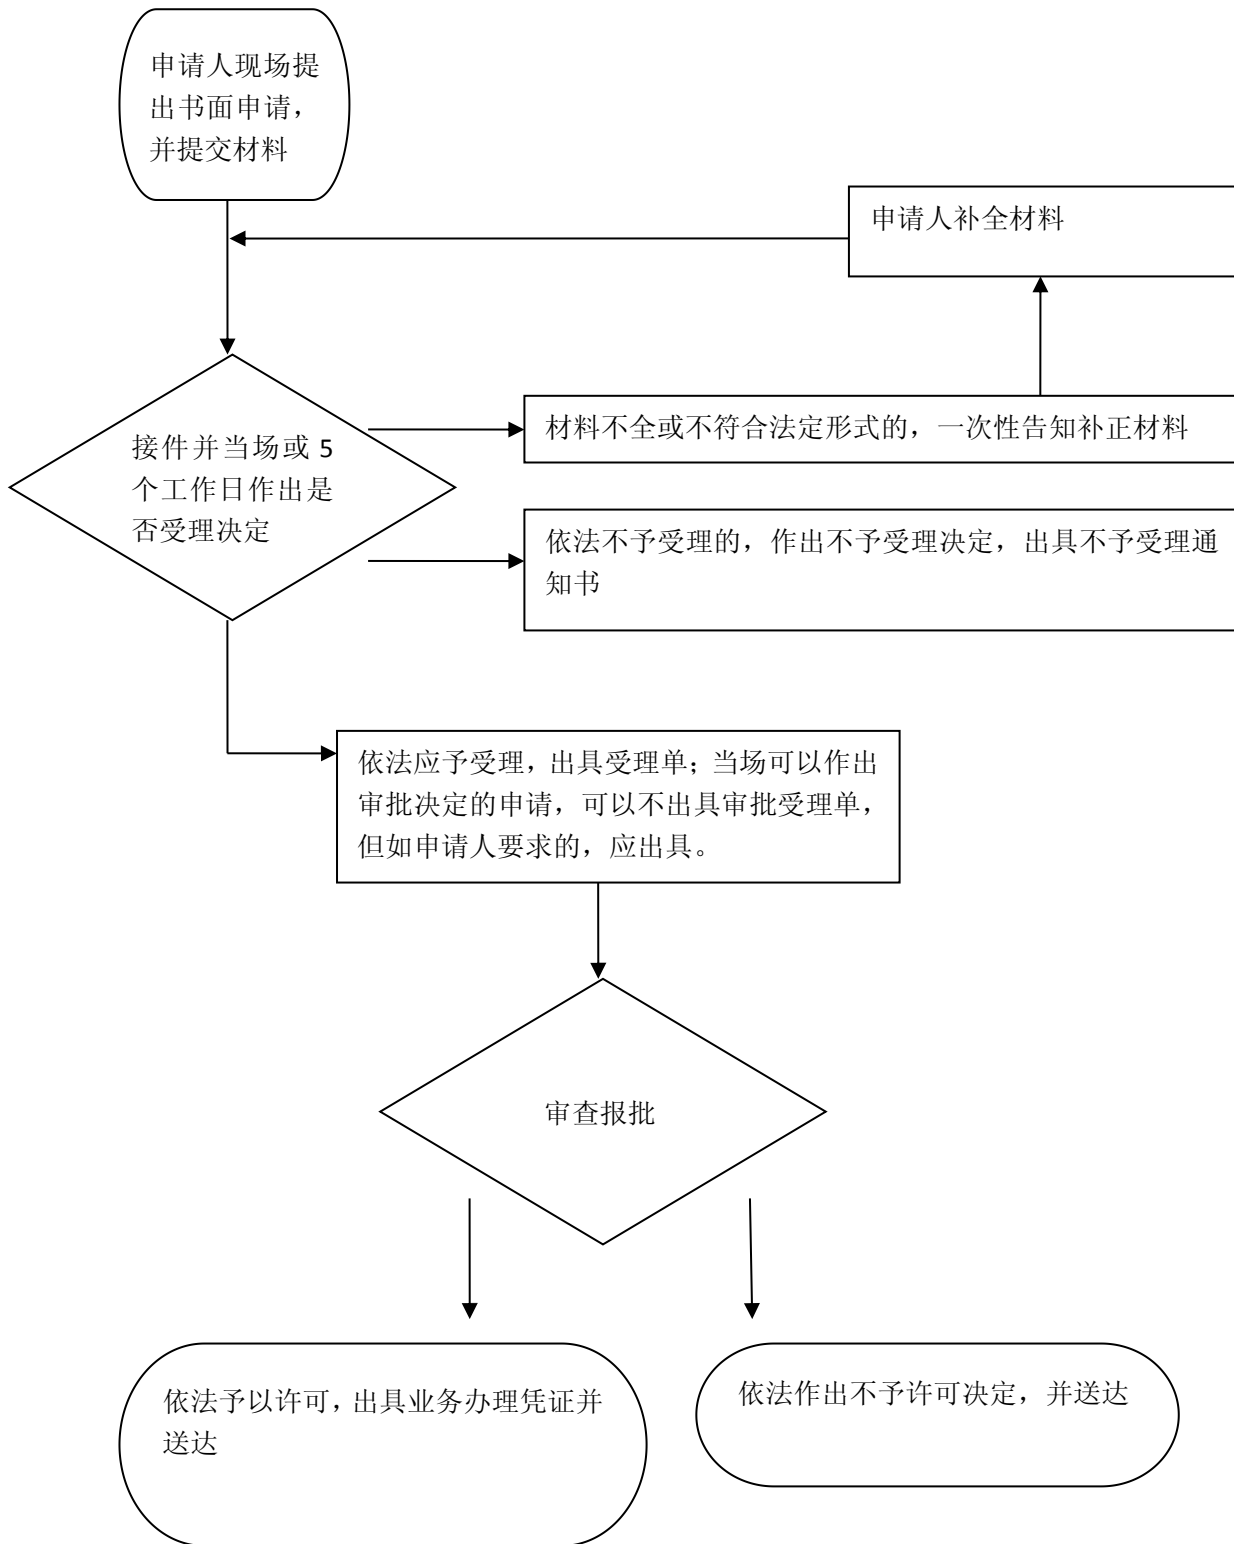 申请人现场提
出书面申请，
并提交材料
申请人补全材料
材料不全或不符合法定形式的，一次性告知补正材料
接件并当场或 5
个工作日作出是
否受理决定
依法不予受理的，作出不予受理决定，出具不予受理通
知书
依法应予受理，出具受理单；当场可以作出
审批决定的申请，可以不出具审批受理单，
但如申请人要求的，应出具。
审查报批
依法予以许可，出具业务办理凭证并
送达
依法作出不予许可决定，并送达